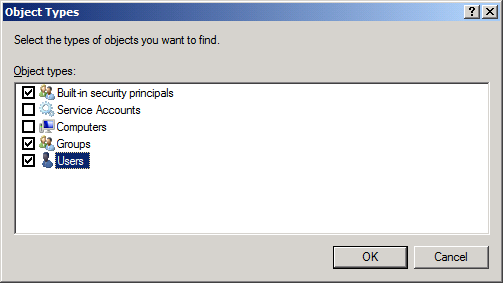 Object Types
Select the types of objects you want to find.
Object types:
Built-in security principals
Service Accounts
Computers
Groups
Users
OK
Cancel